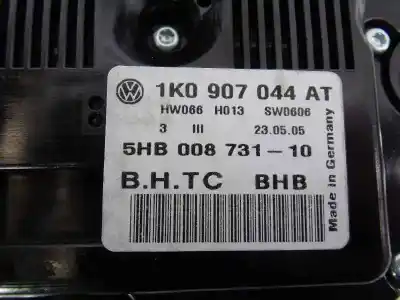 1K0 907 044 AT
HW066 H013 SW0606
3 III 23.05.05
5HB 008 731-10
B.H.TC BHB
Made in Germany